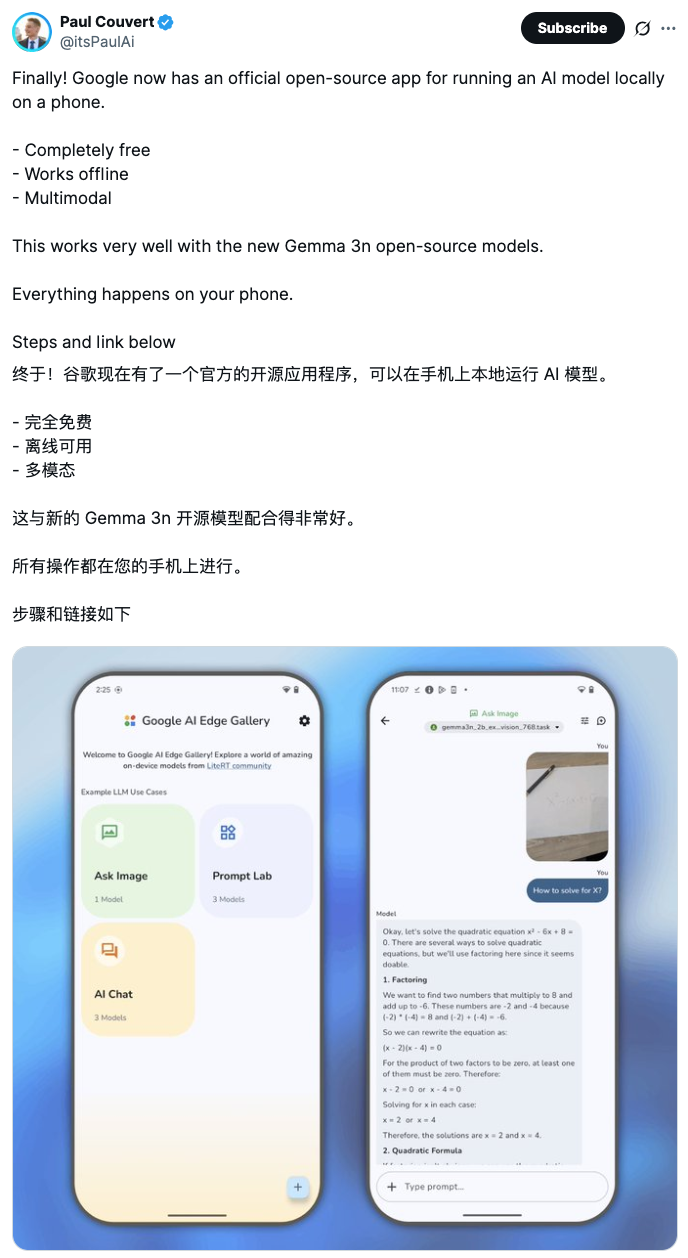 Paul Couvert
@itsPaulAi
Subscribe
Finally! Google now has an official open-source app for running an AI model locally
on a phone.
- Completely free
- Works offline
- Multimodal
This works very well with the new Gemma 3n open-source models.
Everything happens on your phone.
Steps and link below
终于！谷歌现在有了一个官方的开源应用程序，可以在手机上本地运行 AI 模型。
- 完全免费
- 离线可用
- 多模态
这与新的 Gemma 3n 开源模型配合得非常好。
所有操作都在您的手机上进行。
步骤和链接如下
2:25
Google AI Edge Gallery
Welcome to Google AI Edge Gallery! Explore a world of amazing
on-device models from LiteRT community
Example LLM Use Cases
Ask Image
1 Model
Prompt Lab
3 Models
AI Chat
3 Models
11:07
Ask Image
gemma3n_2b_ex...vision_768.task
You
You
How to solve for X?
Model
Okay, let's solve the quadratic equation x² - 6x + 8 =
0. There are several ways to solve quadratic
equations, but we'll use factoring here since it seems
doable.
1. Factoring
We want to find two numbers that multiply to 8 and
add up to -6. These numbers are -2 and -4 because
(-2) * (-4) = 8 and (-2) + (-4) = -6.
So we can rewrite the equation as:
(x - 2)(x - 4) = 0
For the product of two factors to be zero, at least one
of them must be zero. Therefore:
x - 2 = 0 or x - 4 = 0
Solving for x in each case:
x = 2 or x = 4
Therefore, the solutions are x = 2 and x = 4.
2. Quadratic Formula
Type prompt...